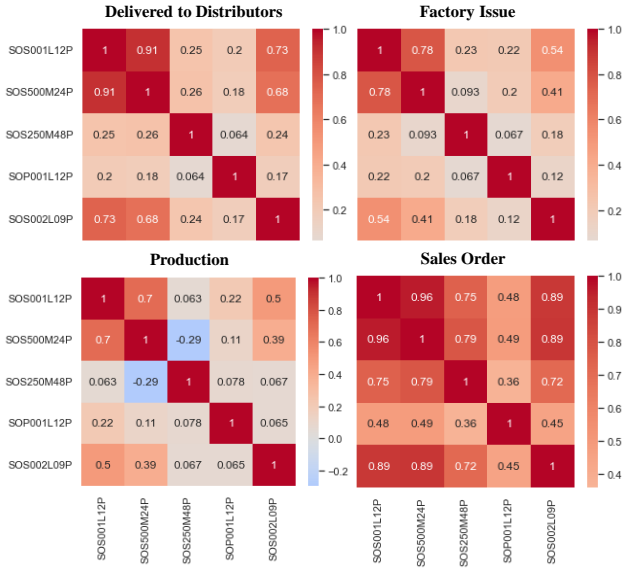 Delivered to Distributors
SOS001L12P 1 0.91 0.25 0.2 0.73
SOS500M24P 0.91 1 0.26 0.18 0.68
SOS250M48P 0.25 0.26 1 0.064 0.24
SOP001L12P 0.2 0.18 0.064 1 0.17
SOS002L09P 0.73 0.68 0.24 0.17 1
1.0
0.8
0.6
0.4
0.2
Factory Issue
1 0.78 0.23 0.22 0.54
0.78 1 0.093 0.2 0.41
0.23 0.093 1 0.067 0.18
0.22 0.2 0.067 1 0.12
0.54 0.41 0.18 0.12 1
1.0
0.8
0.6
0.4
0.2
Production
SOS001L12P 1 0.7 0.063 0.22 0.5
SOS500M24P 0.7 1 -0.29 0.11 0.39
SOS250M48P 0.063 -0.29 1 0.078 0.067
SOP001L12P 0.22 0.11 0.078 1 0.065
SOS002L09P 0.5 0.39 0.067 0.065 1
SOS001L12P
SOS500M24P
SOS250M48P
SOP001L12P
SOS002L09P
1.0
0.8
0.6
0.4
0.2
0.0
−0.2
Sales Order
1 0.96 0.75 0.48 0.89
0.96 1 0.79 0.49 0.89
0.75 0.79 1 0.36 0.72
0.48 0.49 0.36 1 0.45
0.89 0.89 0.72 0.45 1
SOS001L12P
SOS500M24P
SOS250M48P
SOP001L12P
SOS002L09P
1.0
0.9
0.8
0.7
0.6
0.5
0.4